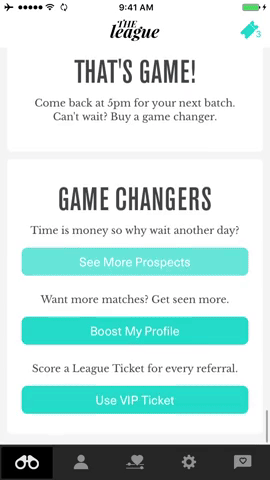 9:41 AM
THE
league
3
THAT'S GAME!
Come back at 5pm for your next batch.
Can't wait? Buy a game changer.
GAME CHANGERS
Time is money so why wait another day?
See More Prospects
Want more matches? Get seen more.
Boost My Profile
Score a League Ticket for every referral.
Use VIP Ticket